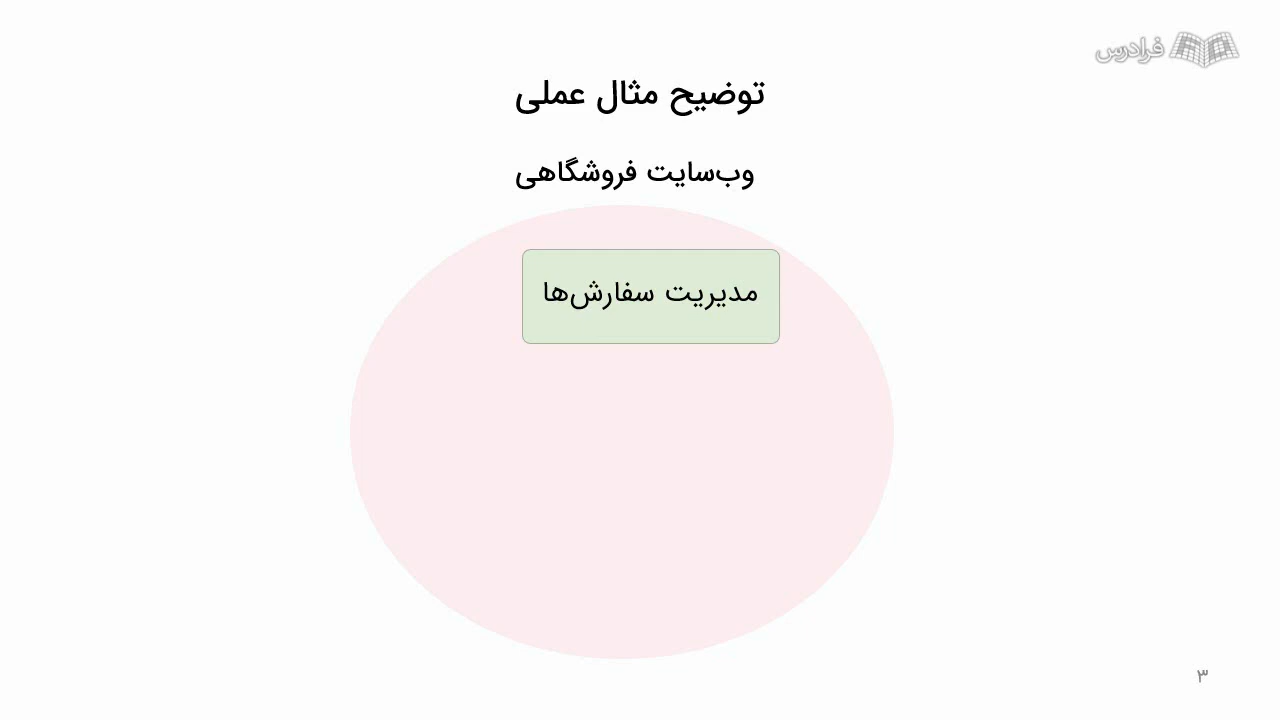 فرادرس
توضیح مثال عملی
وب‌سایت فروشگاهی
مدیریت سفارش‌ها
۳